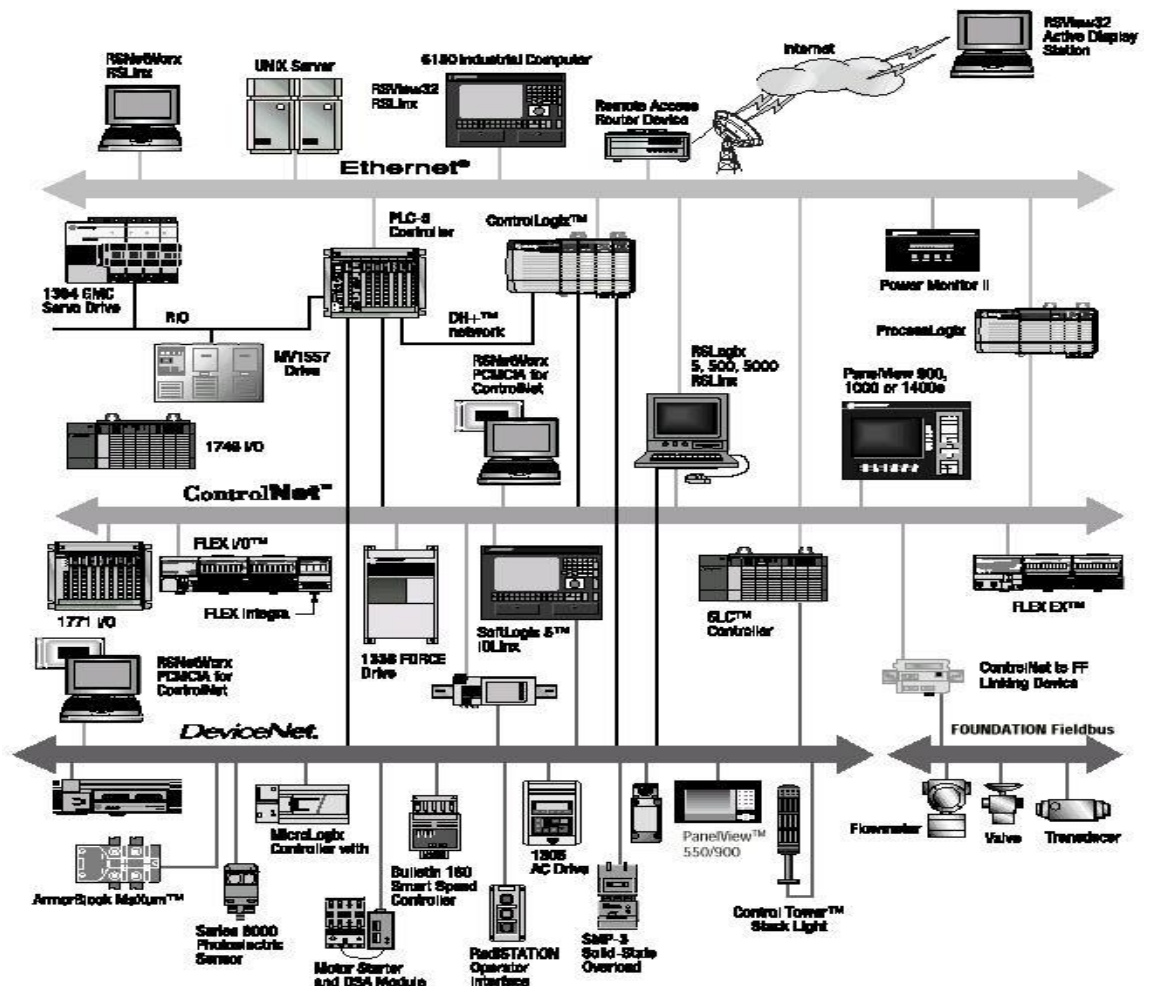 RSNetWorx
RSLinx
UNIX Server
RSView32
RSLinx
6180 Industrial Computer
Remote Access
Router Device
Internet
RSView32
Active Display
Station
Ethernet®
1394 GMC
Servo Drive
RIO
MV1557
Drive
1746 I/O
PLC-5
Controller
ControlLogix™
DH+™
network
RSNetWorx
PCMCIA for
ControlNet
RSLogix
5, 500, 5000
RSLinx
Power Monitor II
ProcessLogix
PanelView 900,
1000 or 1400e
ControlNet™
1771 I/O
FLEX I/O™
FLEX Integra
1336 FORCE
Drive
SoftLogix 5™
IOLinx
SLC™
Controller
FLEX EX™
RSNetWorx
PCMCIA for
ControlNet
ControlNet to FF
Linking Device
DeviceNet.
FOUNDATION Fieldbus
ArmorBlock MaXum™
Series 9000
Photoelectric
Sensor
MicroLogix
Controller with
Motor Starter
and DSA Module
Bulletin 160
Smart Speed
Controller
RediSTATION
Operator
Interface
1305
AC Drive
SMP-3
Solid-State
Overload
PanelView™
550/900
Control Tower™
Stack Light
Flowmeter
Valve
Transducer